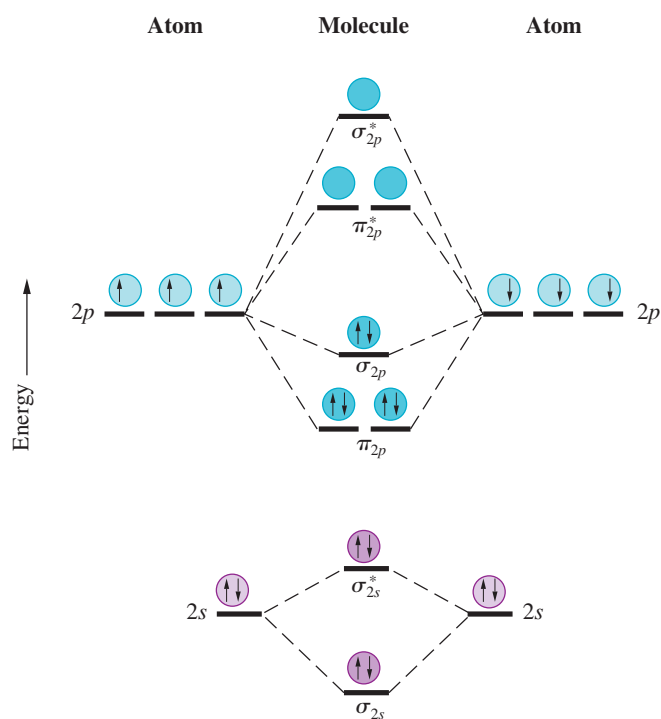 Atom Molecule Atom
σ*2p
π*2p
2p 2p
σ2p
π2p
Energy
σ*2s
2s 2s
σ2s